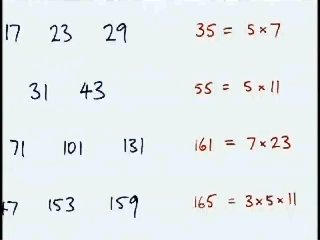 17 23 29 35 = 5 × 7
31 43 55 = 5 × 11
71 101 131 161 = 7 × 23
153 159 165 = 3 × 5 × 11